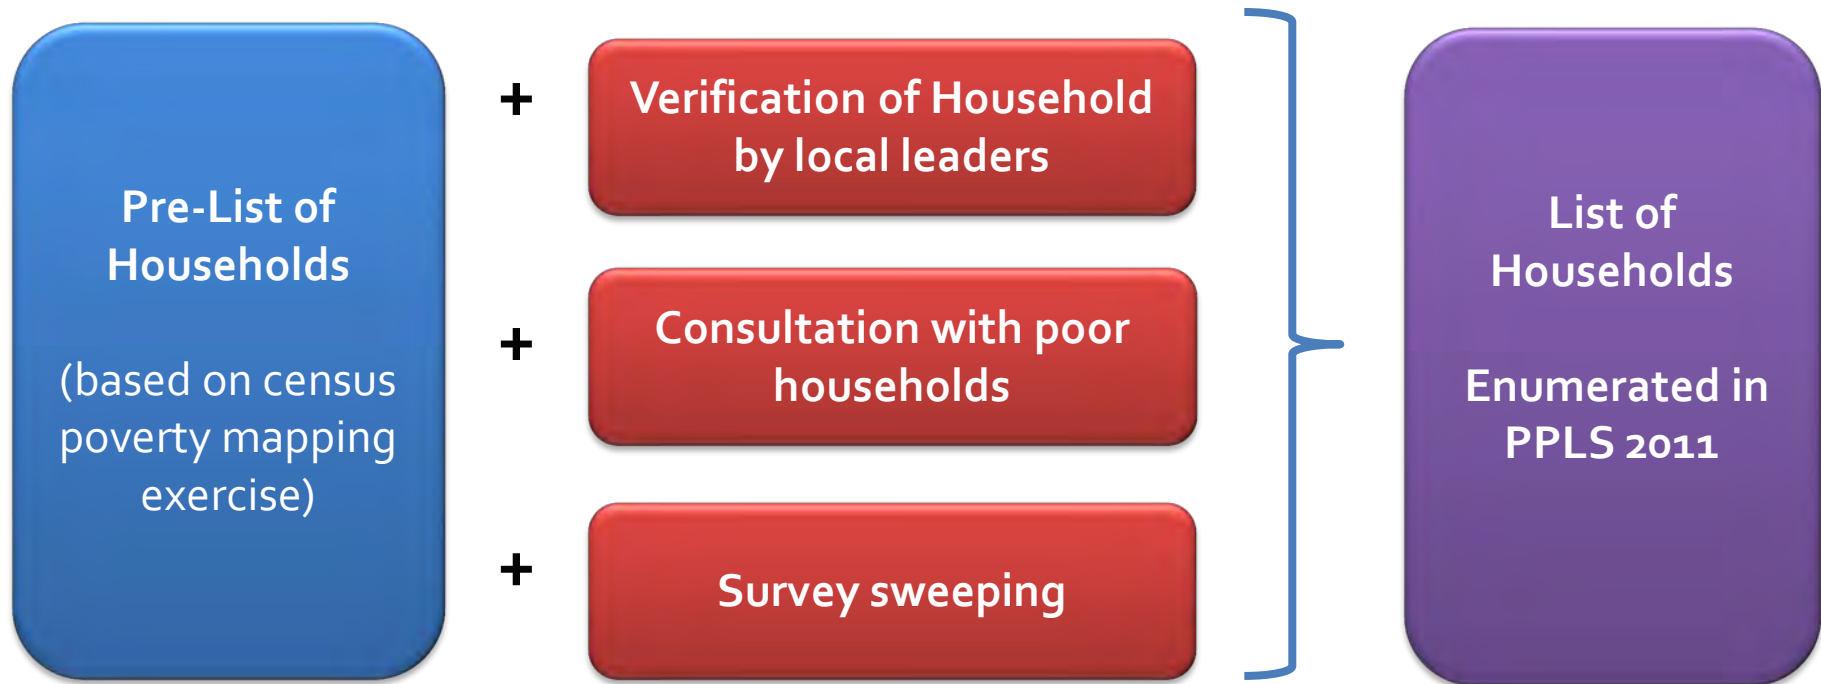 Pre-List of
Households
(based on census
poverty mapping
exercise)
+
Verification of Household
by local leaders
+
Consultation with poor
households
+
Survey sweeping
List of
Households
Enumerated in
PPLS 2011